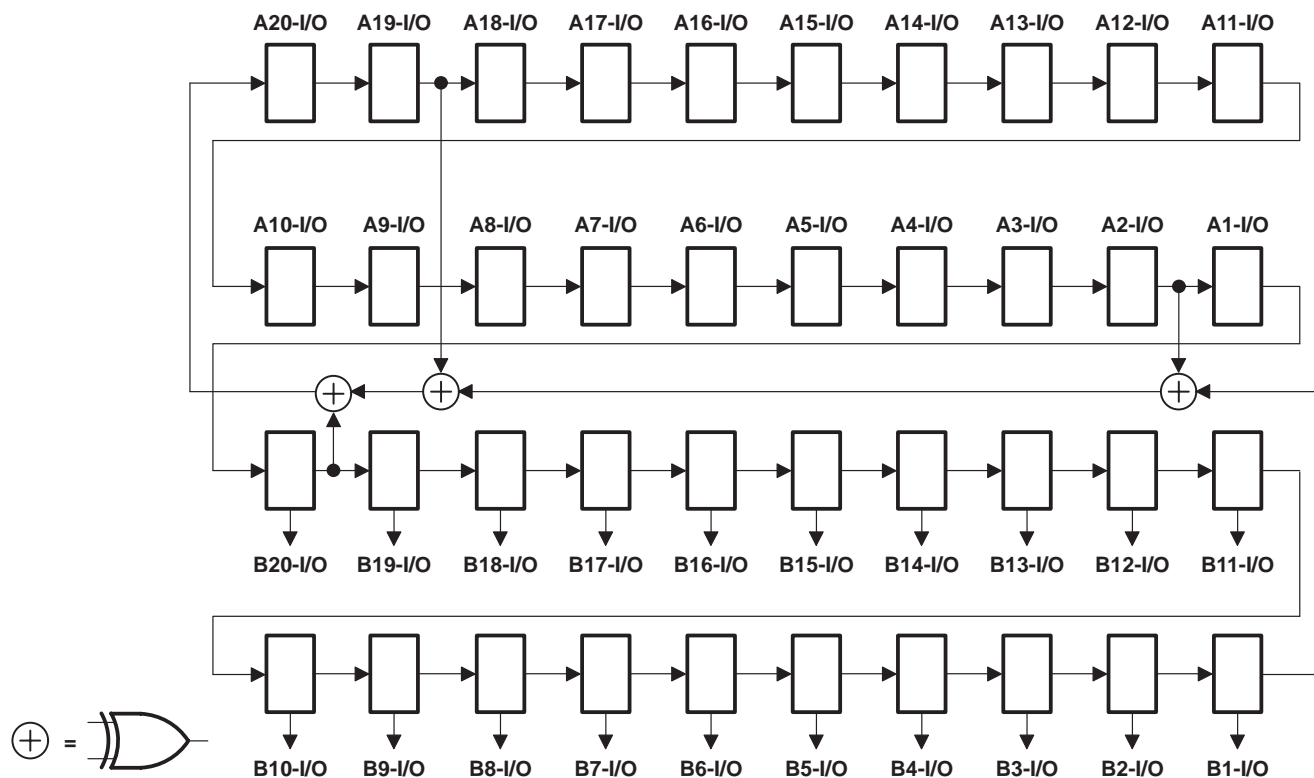 A20-I/O A19-I/O A18-I/O A17-I/O A16-I/O A15-I/O A14-I/O A13-I/O A12-I/O A11-I/O
A10-I/O A9-I/O A8-I/O A7-I/O A6-I/O A5-I/O A4-I/O A3-I/O A2-I/O A1-I/O
B20-I/O B19-I/O B18-I/O B17-I/O B16-I/O B15-I/O B14-I/O B13-I/O B12-I/O B11-I/O
=
B10-I/O B9-I/O B8-I/O B7-I/O B6-I/O B5-I/O B4-I/O B3-I/O B2-I/O B1-I/O